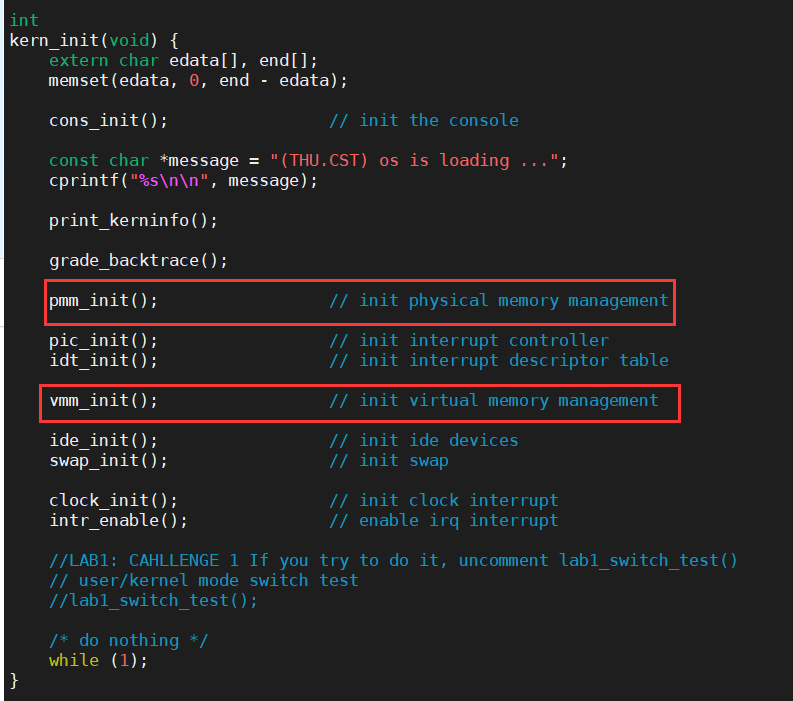 int
kern_init(void) {
    extern char edata[], end[];
    memset(edata, 0, end - edata);
    cons_init();                // init the console
    const char *message = "(THU.CST) os is loading ...";
    cprintf("%s\n\n", message);
    print_kerninfo();
    grade_backtrace();
    pmm_init();                 // init physical memory management
    pic_init();                 // init interrupt controller
    idt_init();                 // init interrupt descriptor table
    vmm_init();                 // init virtual memory management
    ide_init();                 // init ide devices
    swap_init();                // init swap
    clock_init();               // init clock interrupt
    intr_enable();              // enable irq interrupt
    //LAB1: CAHLLENGE 1 If you try to do it, uncomment lab1_switch_test()
    // user/kernel mode switch test
    //lab1_switch_test();
    /* do nothing */
    while (1);
}